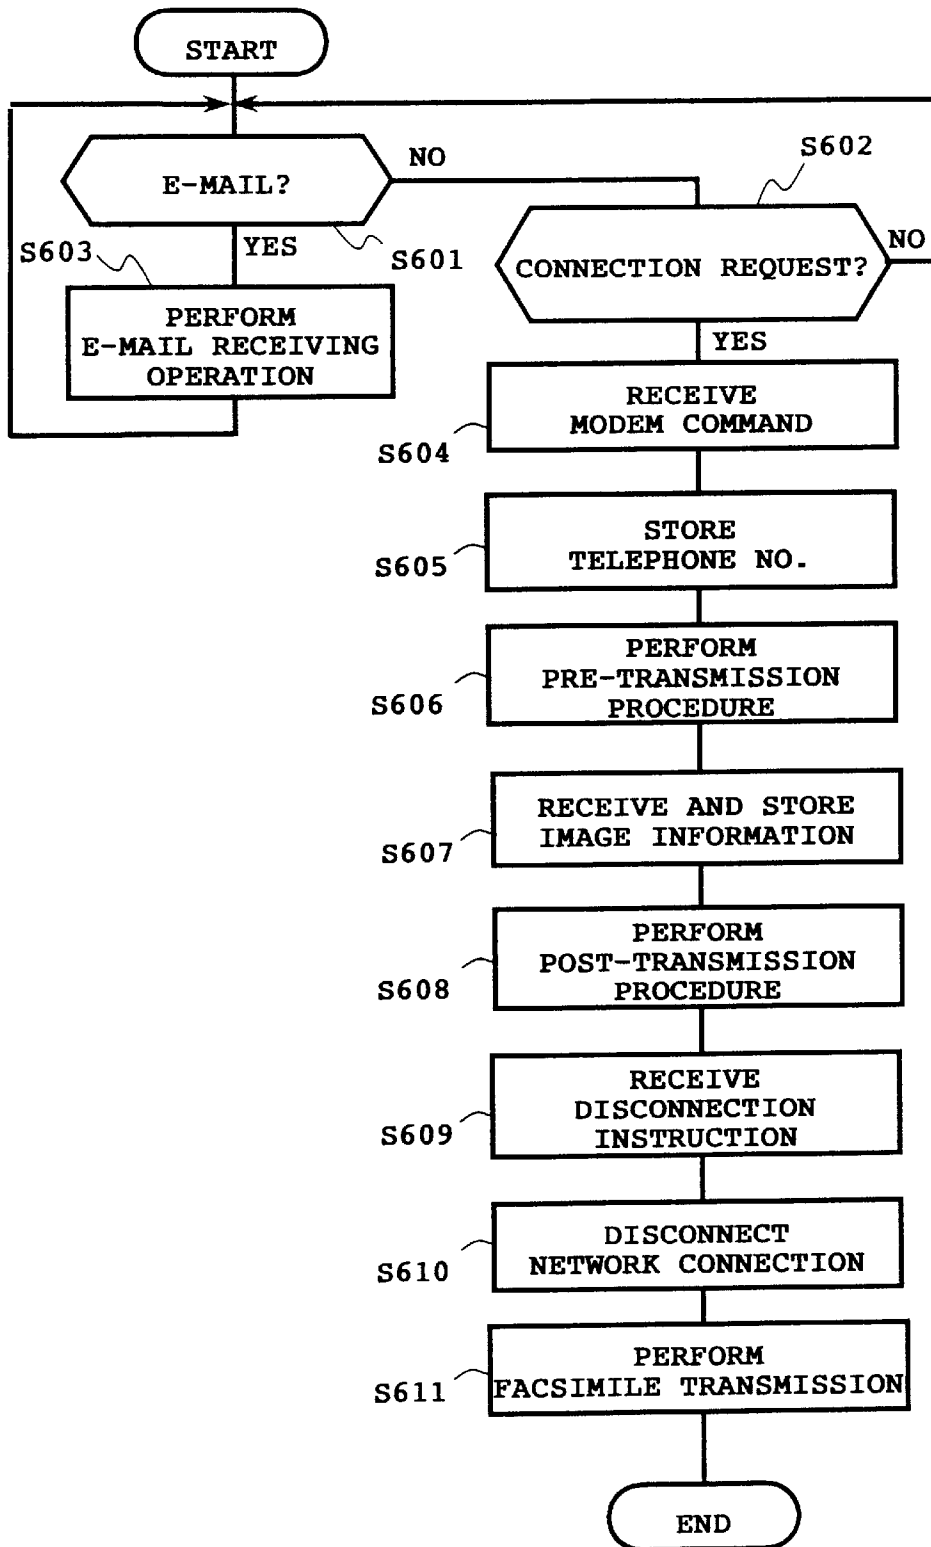 START
E-MAIL?
NO
S602
YES
S601
S603
CONNECTION REQUEST?
NO
PERFORM
E-MAIL RECEIVING
OPERATION
YES
RECEIVE
MODEM COMMAND
S604
STORE
TELEPHONE NO.
S605
PERFORM
PRE-TRANSMISSION
PROCEDURE
S606
RECEIVE AND STORE
IMAGE INFORMATION
S607
PERFORM
POST-TRANSMISSION
PROCEDURE
S608
RECEIVE
DISCONNECTION
INSTRUCTION
S609
DISCONNECT
NETWORK CONNECTION
S610
PERFORM
FACSIMILE TRANSMISSION
S611
END